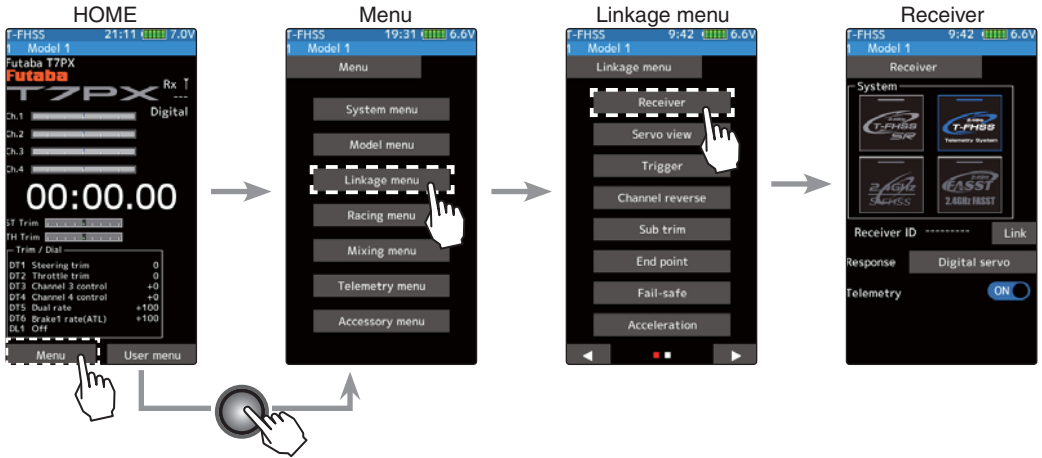 HOME
T-FHSS 21:11 7.0V
1 Model 1
Futaba T7PX
Futaba
T7PX
Rx
---
Digital
Ch.1
Ch.2
Ch.3
Ch.4
00:00.00
ST Trim
TH Trim
Trim / Dial
DT1 Steering trim 0
DT2 Throttle trim 0
DT3 Channel 3 control +0
DT4 Channel 4 control +0
DT5 Dual rate +100
DT6 Brake1 rate(ATL) +100
DL1 Off
Menu User menu
Menu
T-FHSS 19:31 6.6V
1 Model 1
Menu
System menu
Model menu
Linkage menu
Racing menu
Mixing menu
Telemetry menu
Accessory menu
Linkage menu
T-FHSS 9:42 6.6V
1 Model 1
Linkage menu
Receiver
Servo view
Trigger
Channel reverse
Sub trim
End point
Fail-safe
Acceleration
Receiver
T-FHSS 9:42 6.6V
1 Model 1
Receiver
System
T-FHSS
SR
T-FHSS
Telemetry System
2.4GHz
S-FHSS
FASST
2.4GHz FASST
Receiver ID --------- Link
Response Digital servo
Telemetry ON